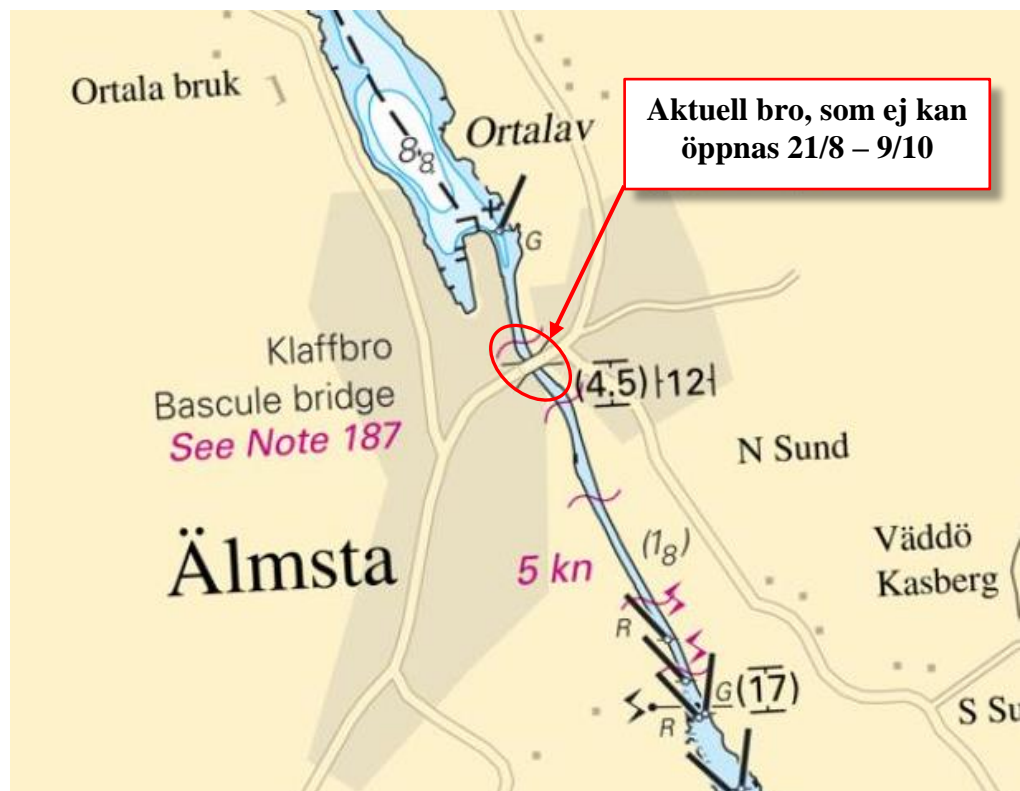 Ortala bruk
Ortalav
Aktuell bro, som ej kan
öppnas 21/8 – 9/10
8₈
G
Klaffbro
Bascule bridge
See Note 187
(4.5) 12
N Sund
Älmsta
5 kn
(1₈)
Väddö
Kasberg
R
G (17)
R
S Su